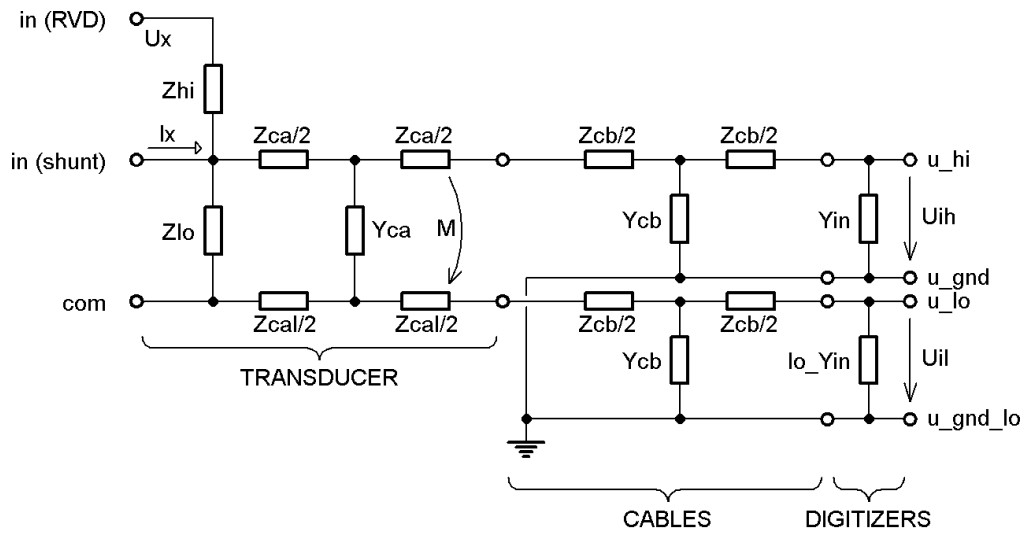 in (RVD)
Ux
Zhi
Ix
Zca/2 Zca/2 Zcb/2 Zcb/2
in (shunt) u_hi
Zlo Yca M Ycb Yin Uih
u_gnd
com u_lo
Zcal/2 Zcal/2 Zcb/2 Zcb/2
Ycb lo_Yin Uil
TRANSDUCER
u_gnd_lo
CABLES DIGITIZERS